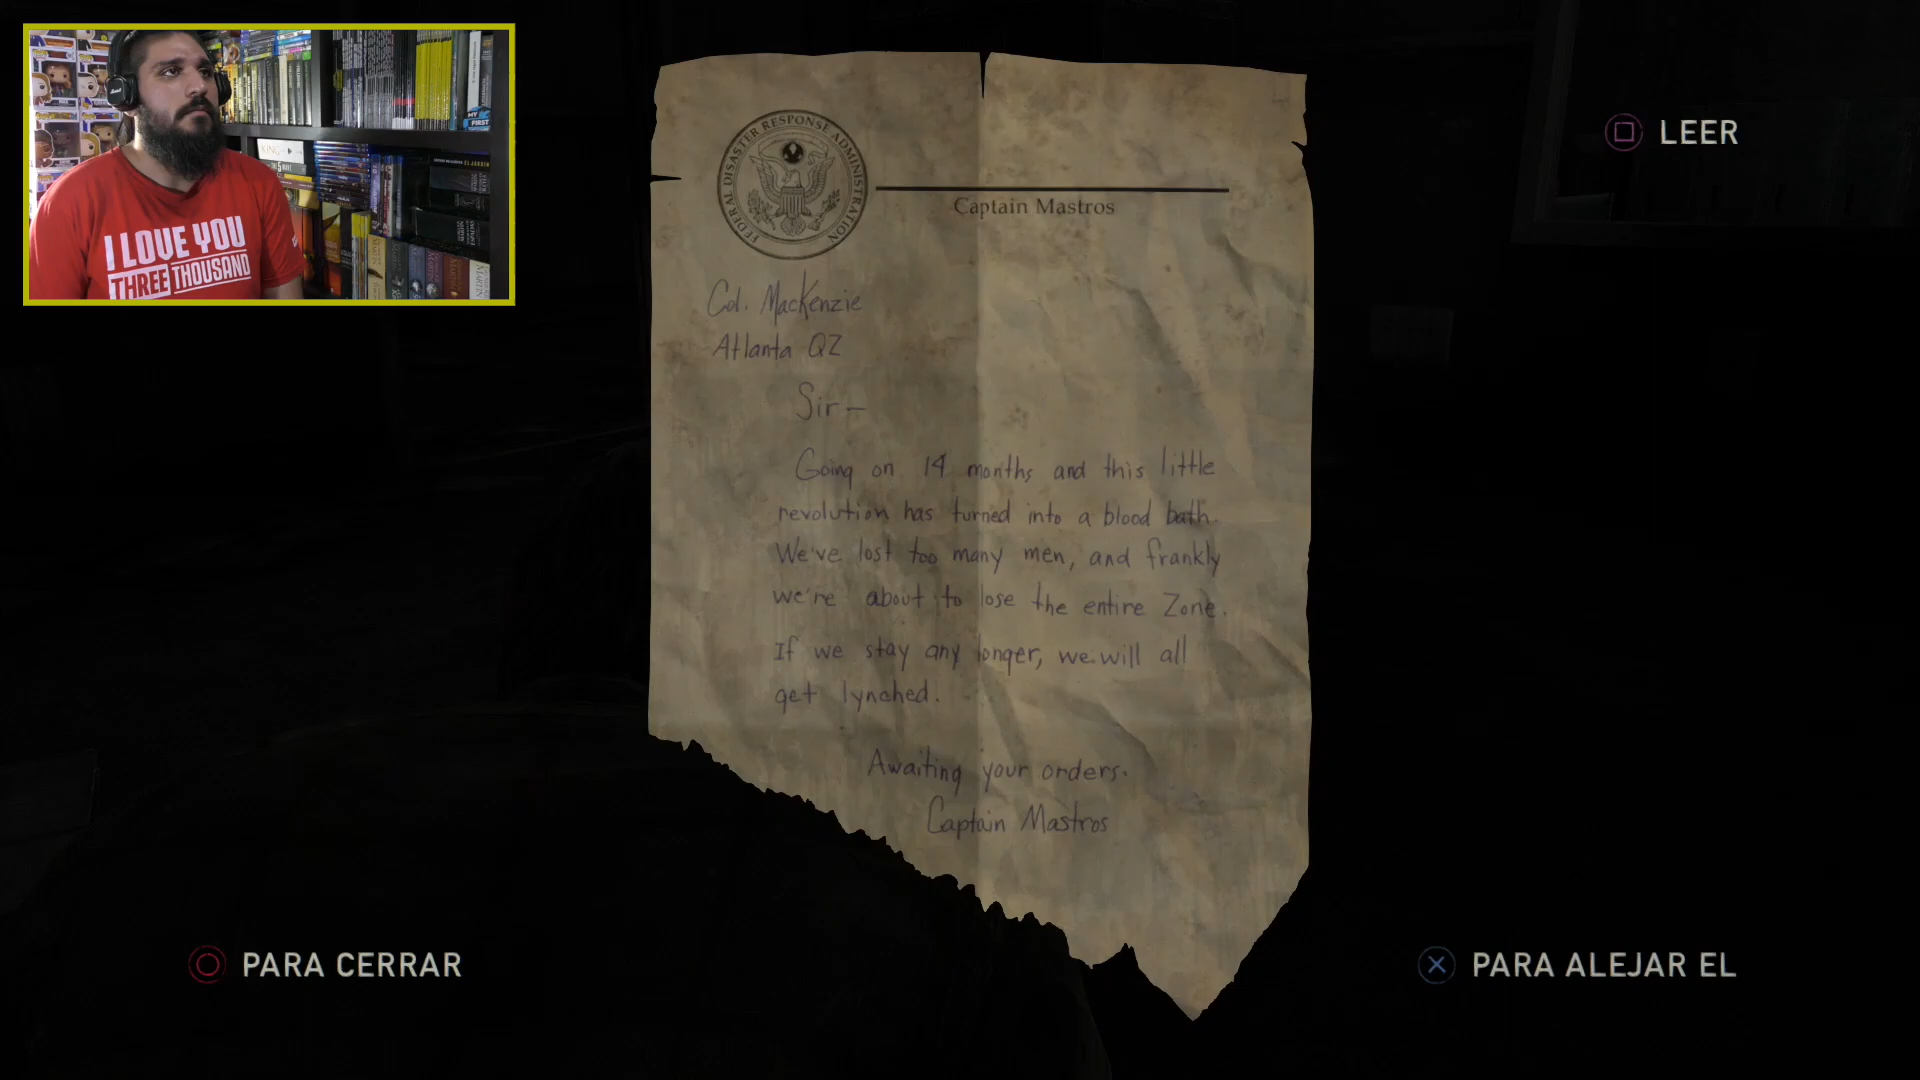 I LOVE YOU
THREE THOUSAND
MY
FIRST
KING
FEDERAL DISASTER RESPONSE ADMINISTRATION
Captain Mastros
Col. MacKenzie
Atlanta QZ
Sir—
Going on 14 months and this little
revolution has turned into a blood bath.
We've lost too many men, and frankly
we're about to lose the entire Zone.
If we stay any longer, we will all
get lynched.
Awaiting your orders.
Captain Mastros
LEER
PARA CERRAR
PARA ALEJAR EL